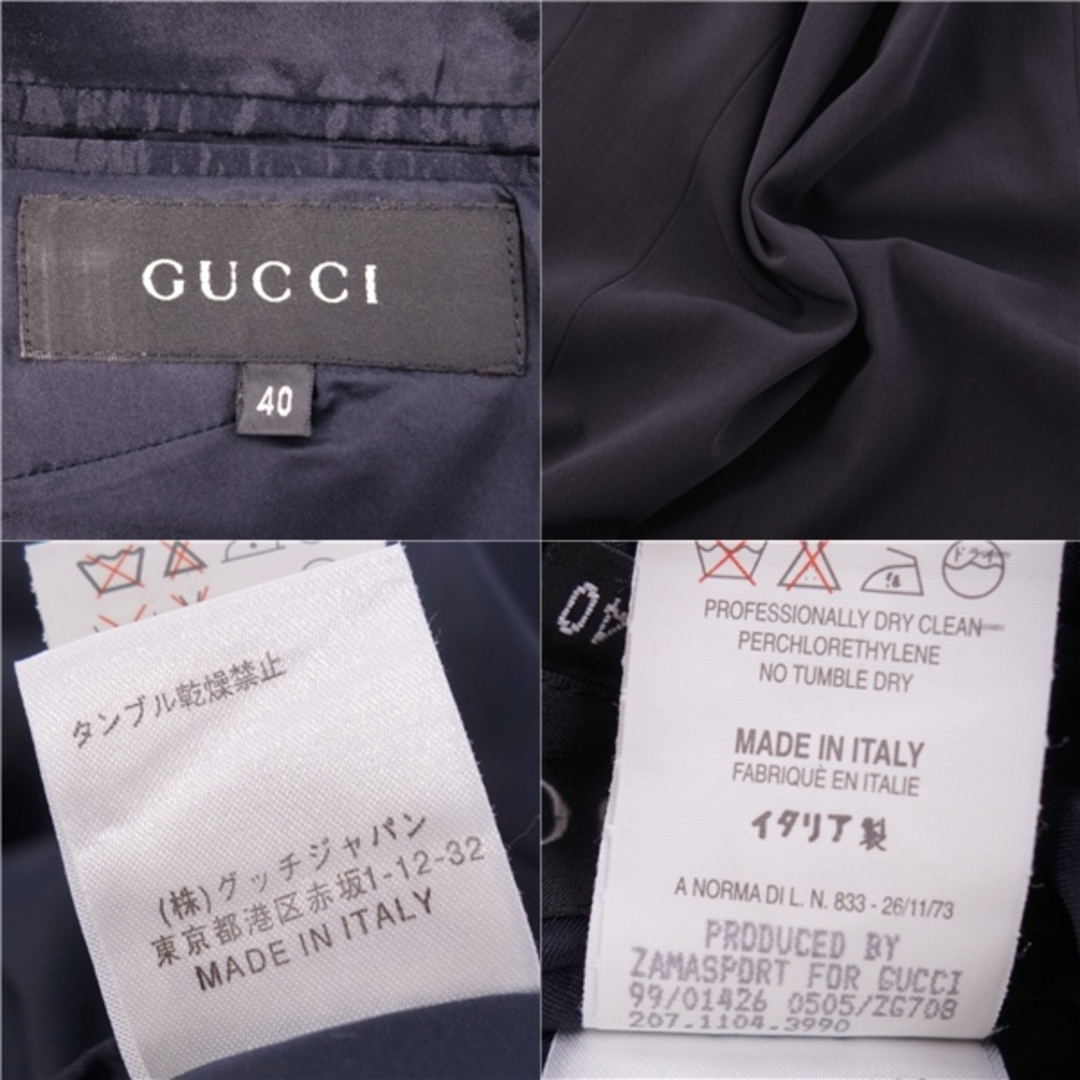 GUCCI
40
タンブル乾燥禁止
(株)グッチジャパン
東京都港区赤坂1-12-32
MADE IN ITALY
40
ドライ
PROFESSIONALLY DRY CLEAN
PERCHLORETHYLENE
NO TUMBLE DRY
MADE IN ITALY
FABRIQUÈ EN ITALIE
イタリア製
A NORMA DI L. N. 833 - 26/11/73
PRODUCED BY
ZAMASPORT FOR GUCCI
99/01426 0505/ZG708
207.1104.3990